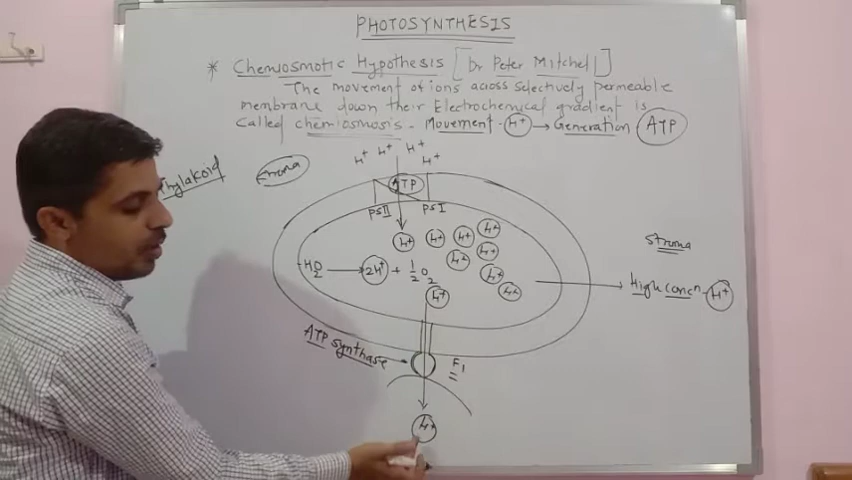 PHOTOSYNTHESIS
* Chemiosmotic Hypothesis [Dr Peter Mitchel]
The movement of ions across selectively permeable
membrane down their Electrochemical gradient is
Called chemiosmosis. Movement - H+ → Generation ATP
H+ H+ H+ H+
Thylakoid
Stroma
ATP
PSII PSI
H+ H+ H+ H+ H+ H+ H+ H+
H2O → 2H+ + 1/2 O2
H+
Stroma
High concn - H+
ATP synthase
F1
H+